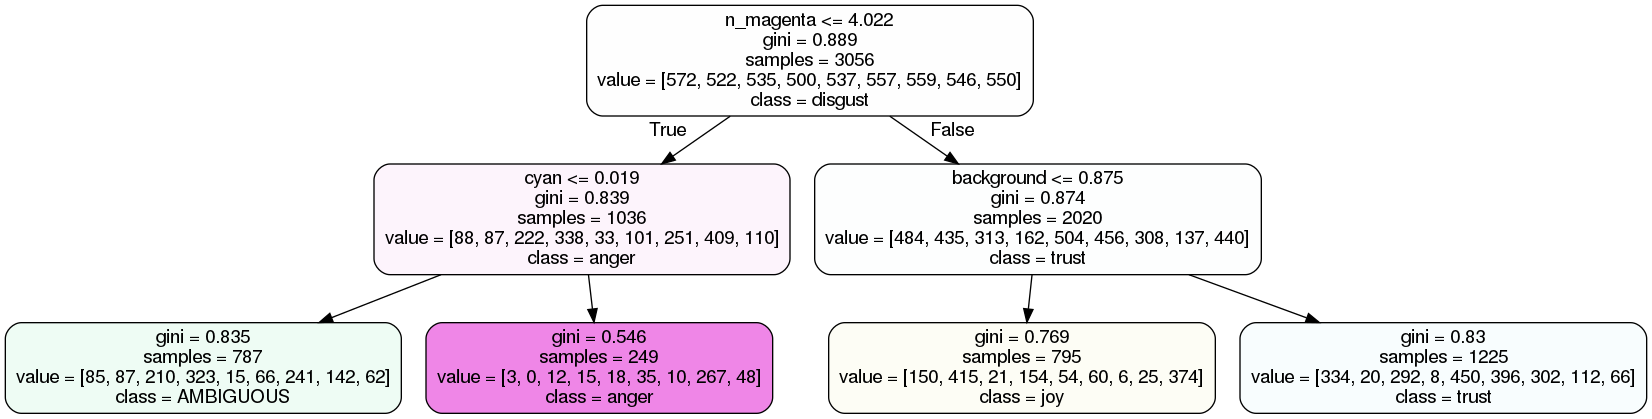 n_magenta <= 4.022
gini = 0.889
samples = 3056
value = [572, 522, 535, 500, 537, 557, 559, 546, 550]
class = disgust
True
False
cyan <= 0.019
gini = 0.839
samples = 1036
value = [88, 87, 222, 338, 33, 101, 251, 409, 110]
class = anger
background <= 0.875
gini = 0.874
samples = 2020
value = [484, 435, 313, 162, 504, 456, 308, 137, 440]
class = trust
gini = 0.835
samples = 787
value = [85, 87, 210, 323, 15, 66, 241, 142, 62]
class = AMBIGUOUS
gini = 0.546
samples = 249
value = [3, 0, 12, 15, 18, 35, 10, 267, 48]
class = anger
gini = 0.769
samples = 795
value = [150, 415, 21, 154, 54, 60, 6, 25, 374]
class = joy
gini = 0.83
samples = 1225
value = [334, 20, 292, 8, 450, 396, 302, 112, 66]
class = trust